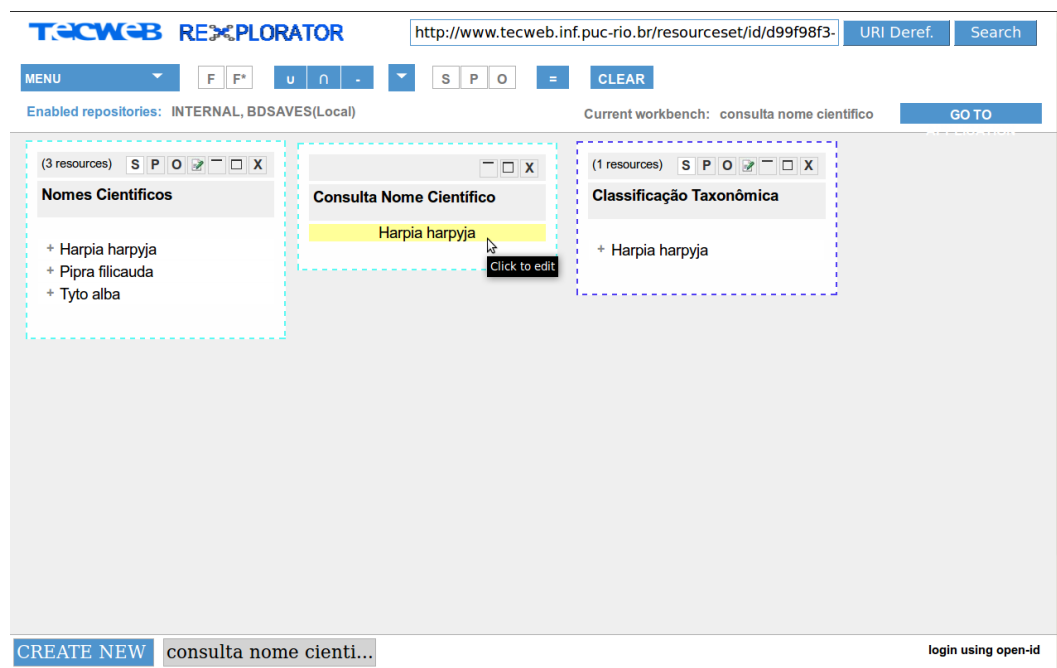 TECWEB REXPLORATOR http://www.tecweb.inf.puc-rio.br/resourceset/id/d99f98f3- URI Deref. Search
MENU F F* ∪ ∩ - S P O = CLEAR
Enabled repositories: INTERNAL, BDSAVES(Local) Current workbench: consulta nome cientifico GO TO
(3 resources) S P O X
Nomes Científicos
+ Harpia harpyja
+ Pipra filicauda
+ Tyto alba
X
Consulta Nome Científico
Harpia harpyja
Click to edit
(1 resources) S P O X
Classificação Taxonômica
+ Harpia harpyja
CREATE NEW consulta nome cienti... login using open-id